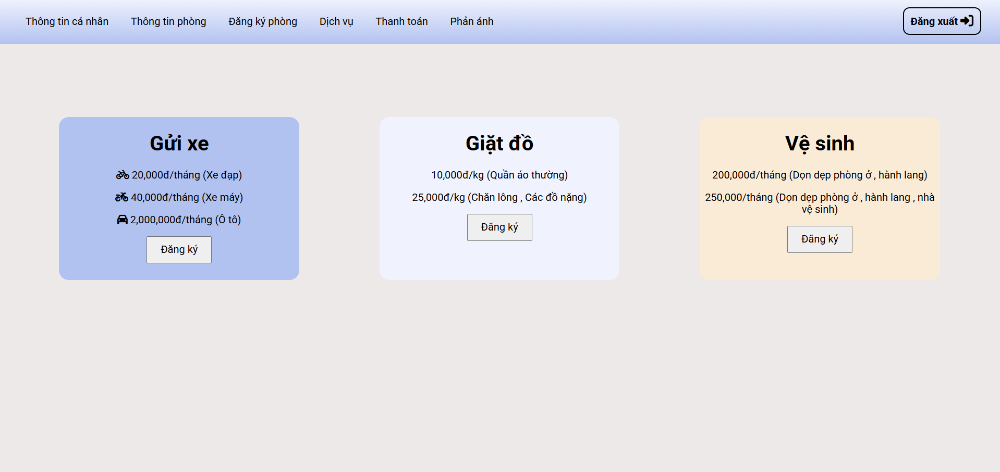 Thông tin cá nhân Thông tin phòng Đăng ký phòng Dịch vụ Thanh toán Phản ánh Đăng xuất
Gửi xe
20,000đ/tháng (Xe đạp)
40,000đ/tháng (Xe máy)
2,000,000đ/tháng (Ô tô)
Đăng ký
Giặt đồ
10,000đ/kg (Quần áo thường)
25,000đ/kg (Chăn lông , Các đồ nặng)
Đăng ký
Vệ sinh
200,000đ/tháng (Dọn dẹp phòng ở , hành lang)
250,000/tháng (Dọn dẹp phòng ở , hành lang , nhà
vệ sinh)
Đăng ký